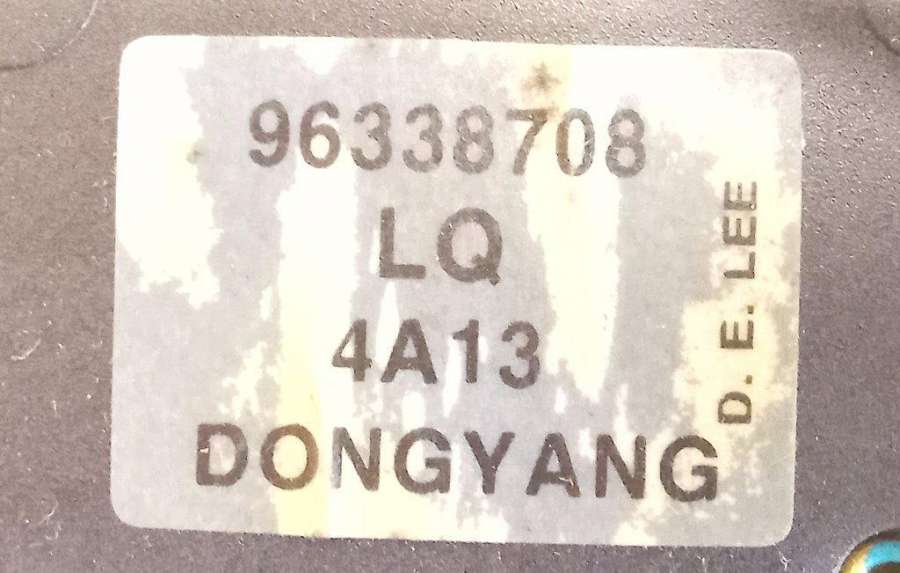 96338708
LQ
4A13
DONGYANG
D. E. LEE